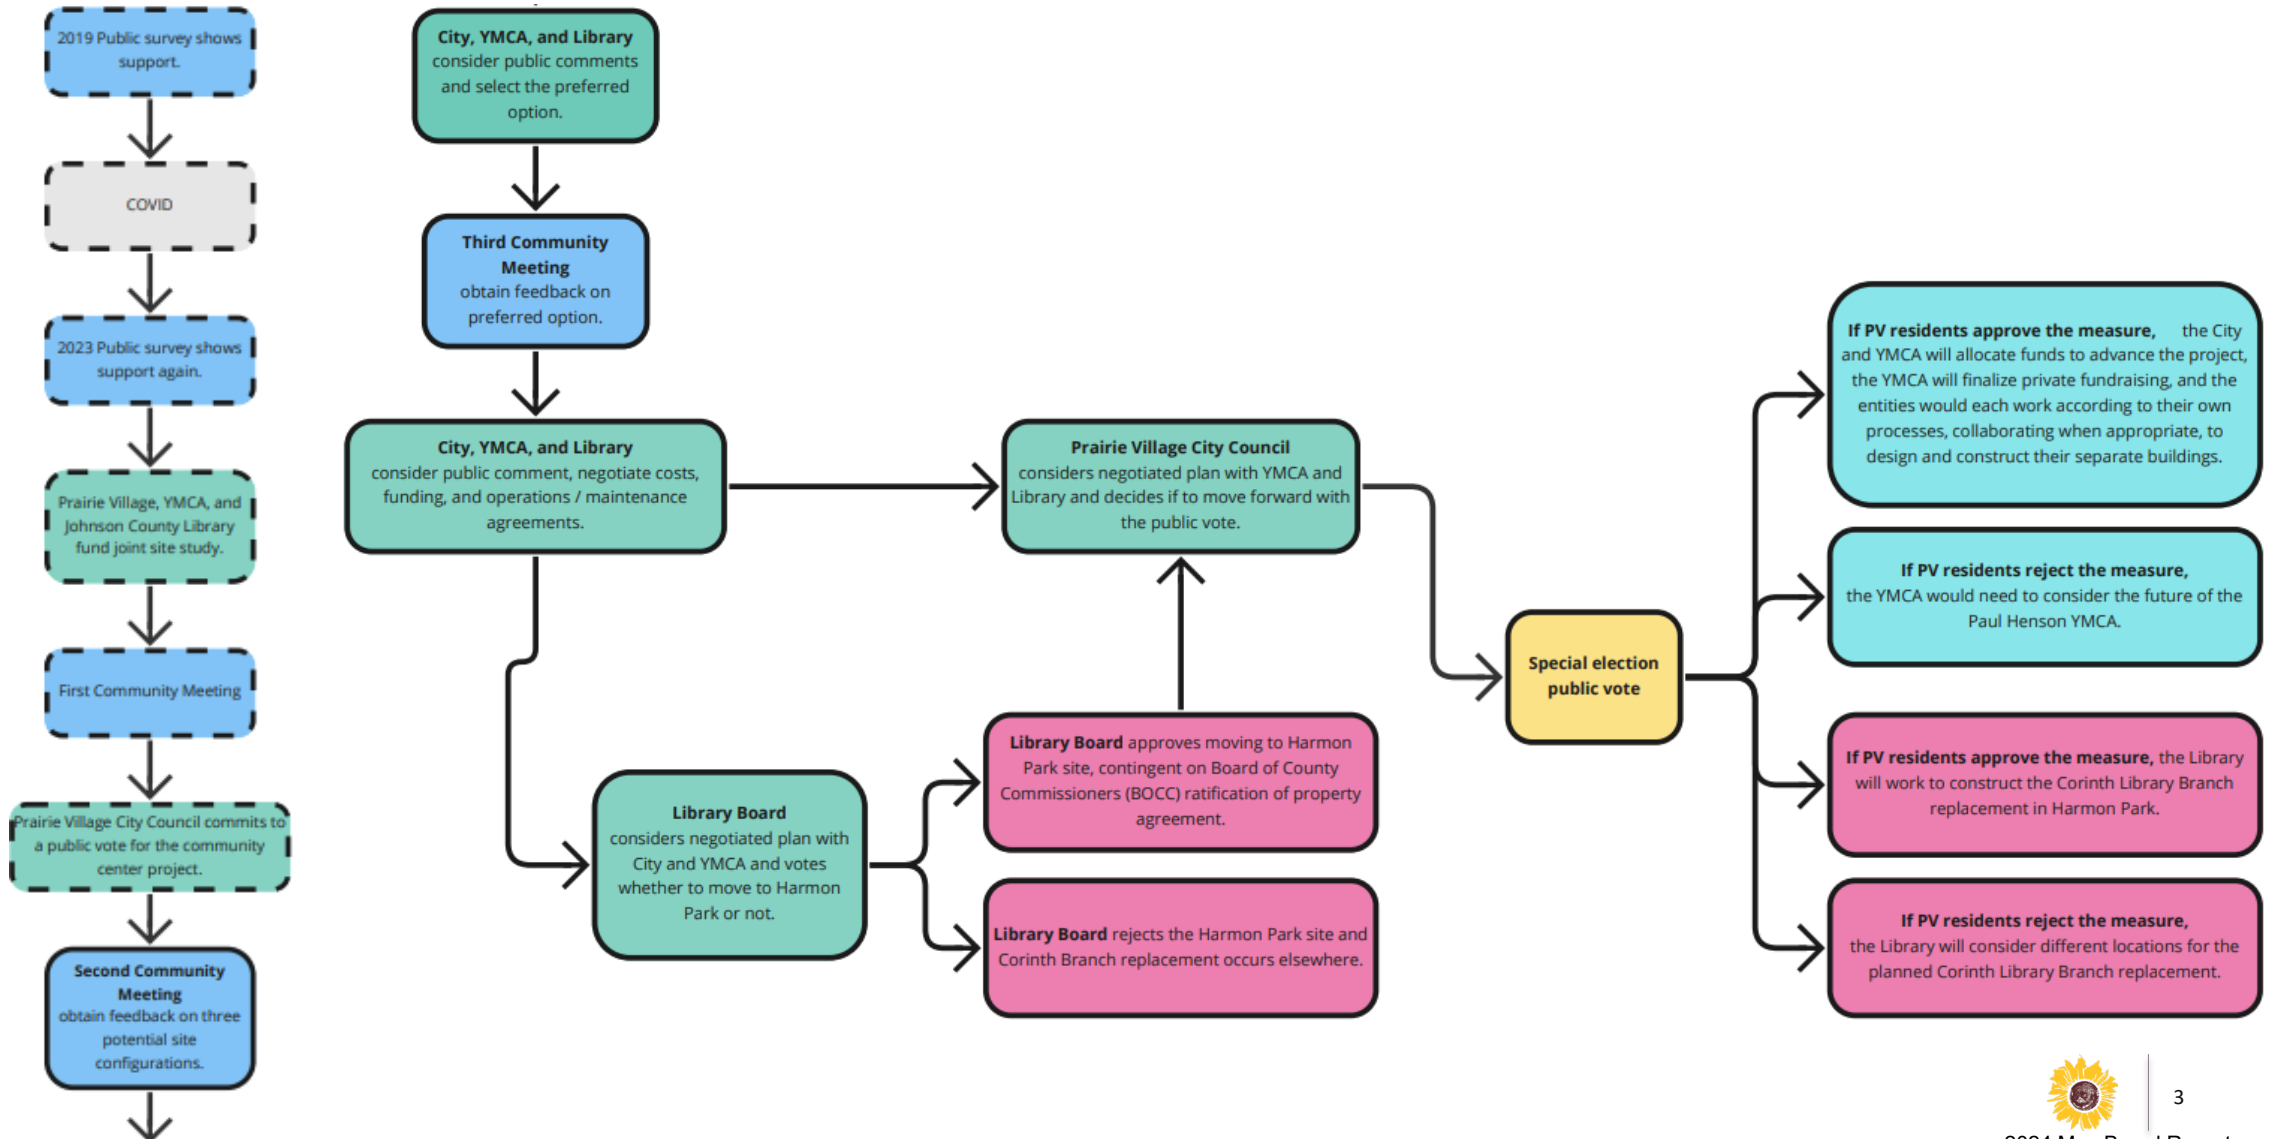 2019 Public survey shows
support.
COVID
2023 Public survey shows
support again.
Prairie Village, YMCA, and
Johnson County Library
fund joint site study.
First Community Meeting
Prairie Village City Council commits to
a public vote for the community
center project.
Second Community
Meeting
obtain feedback on three
potential site
configurations.
City, YMCA, and Library
consider public comments
and select the preferred
option.
Third Community
Meeting
obtain feedback on
preferred option.
City, YMCA, and Library
consider public comment, negotiate costs,
funding, and operations / maintenance
agreements.
Library Board
considers negotiated plan with
City and YMCA and votes
whether to move to Harmon
Park or not.
Library Board approves moving to Harmon
Park site, contingent on Board of County
Commissioners (BOCC) ratification of property
agreement.
Library Board rejects the Harmon Park site and
Corinth Branch replacement occurs elsewhere.
Prairie Village City Council
considers negotiated plan with YMCA and
Library and decides if to move forward with
the public vote.
Special election
public vote
If PV residents approve the measure, the City
and YMCA will allocate funds to advance the project,
the YMCA will finalize private fundraising, and the
entities would each work according to their own
processes, collaborating when appropriate, to
design and construct their separate buildings.
If PV residents reject the measure,
the YMCA would need to consider the future of the
Paul Henson YMCA.
If PV residents approve the measure, the Library
will work to construct the Corinth Library Branch
replacement in Harmon Park.
If PV residents reject the measure,
the Library will consider different locations for the
planned Corinth Library Branch replacement.
3